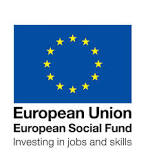 European Union
European Social Fund
Investing in jobs and skills